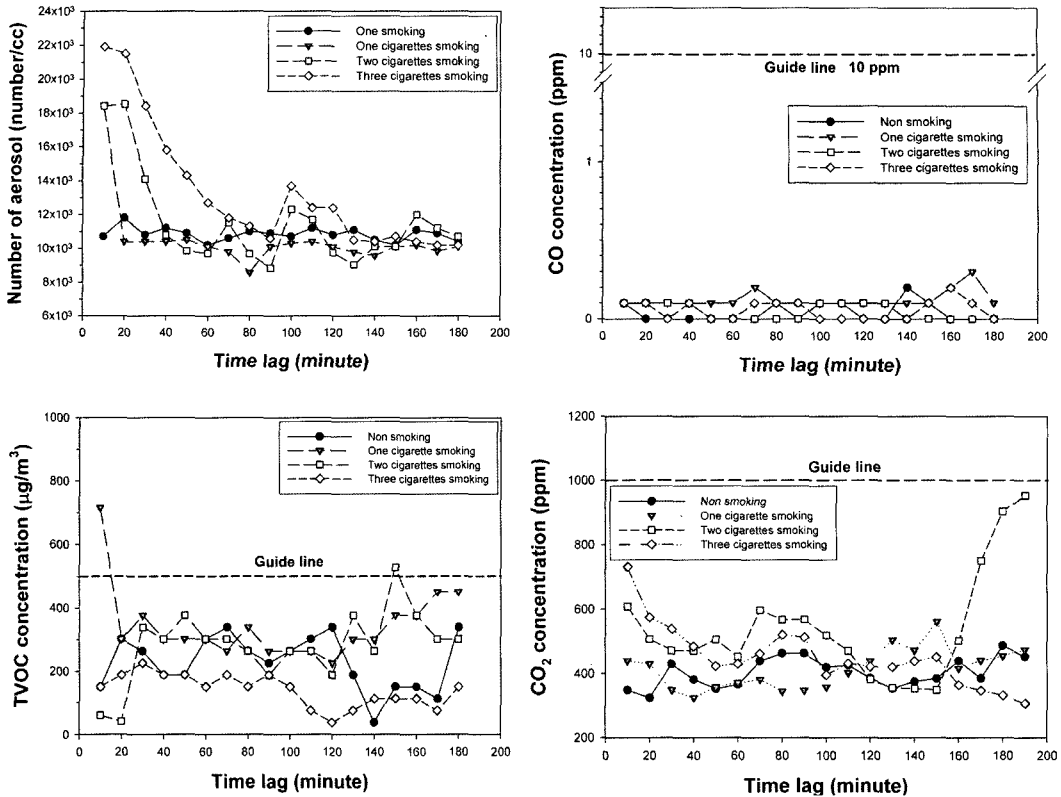 24x10³
22x10³
20x10³
18x10³
16x10³
14x10³
12x10³
10x10³
8x10³
6x10³
0 20 40 60 80 100 120 140 160 180 200
Number of aerosol (number/cc)
Time lag (minute)
One smoking
One cigarettes smoking
Two cigarettes smoking
Three cigarettes smoking
10
1
0
0 20 40 60 80 100 120 140 160 180 200
CO concentration (ppm)
Time lag (minute)
Guide line 10 ppm
Non smoking
One cigarette smoking
Two cigarettes smoking
Three cigarettes smoking
1000
800
600
400
200
0
0 20 40 60 80 100 120 140 160 180 200
TVOC concentration (μg/m³)
Time lag (minute)
Non smoking
One cigarettes smoking
Two cigarettes smoking
Three cigarettes smoking
Guide line
1200
1000
800
600
400
200
0 20 40 60 80 100 120 140 160 180 200
CO₂ concentration (ppm)
Time lag (minute)
Guide line
Non smoking
One cigarette smoking
Two cigarettes smoking
Three cigarettes smoking